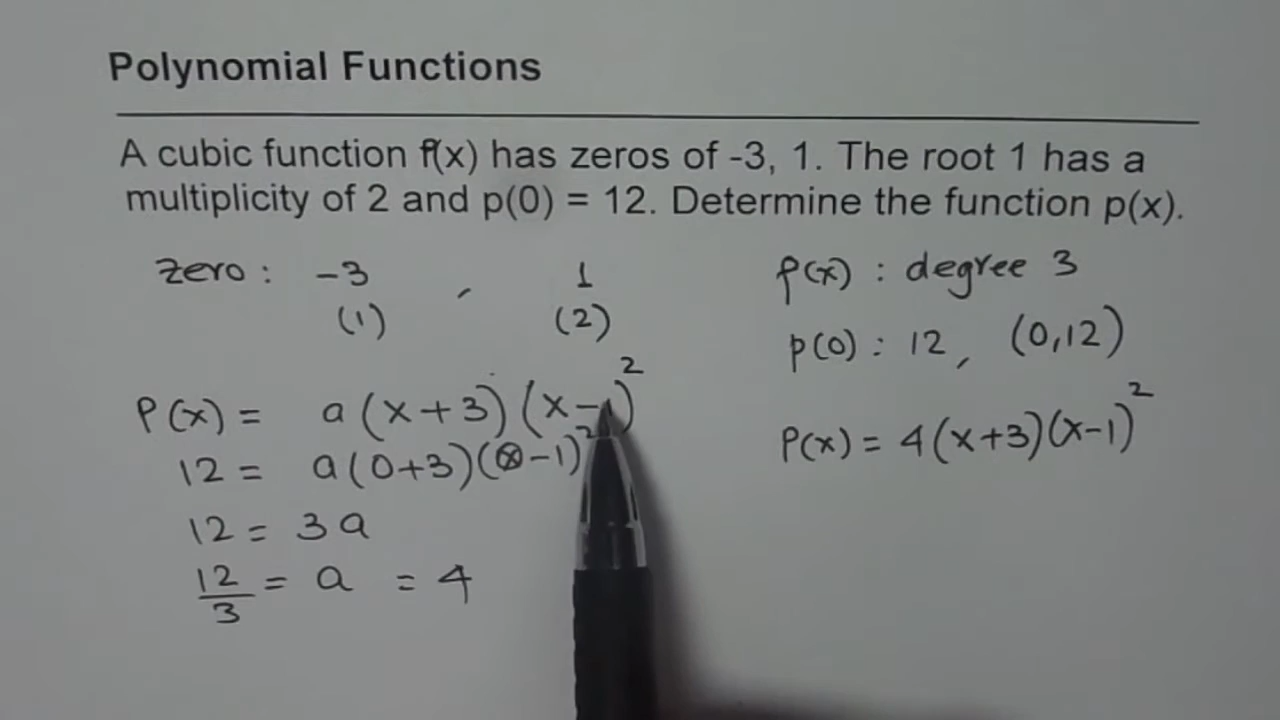 Polynomial Functions
A cubic function f(x) has zeros of -3, 1. The root 1 has a
multiplicity of 2 and p(0) = 12. Determine the function p(x).
zero : -3 , 1
(1) (2)
P(x) = a(x+3)(x-1)²
12 = a(0+3)(⊗-1)²
12 = 3a
12/3 = a = 4
p(x) : degree 3
p(0) : 12, (0,12)
P(x) = 4(x+3)(x-1)²